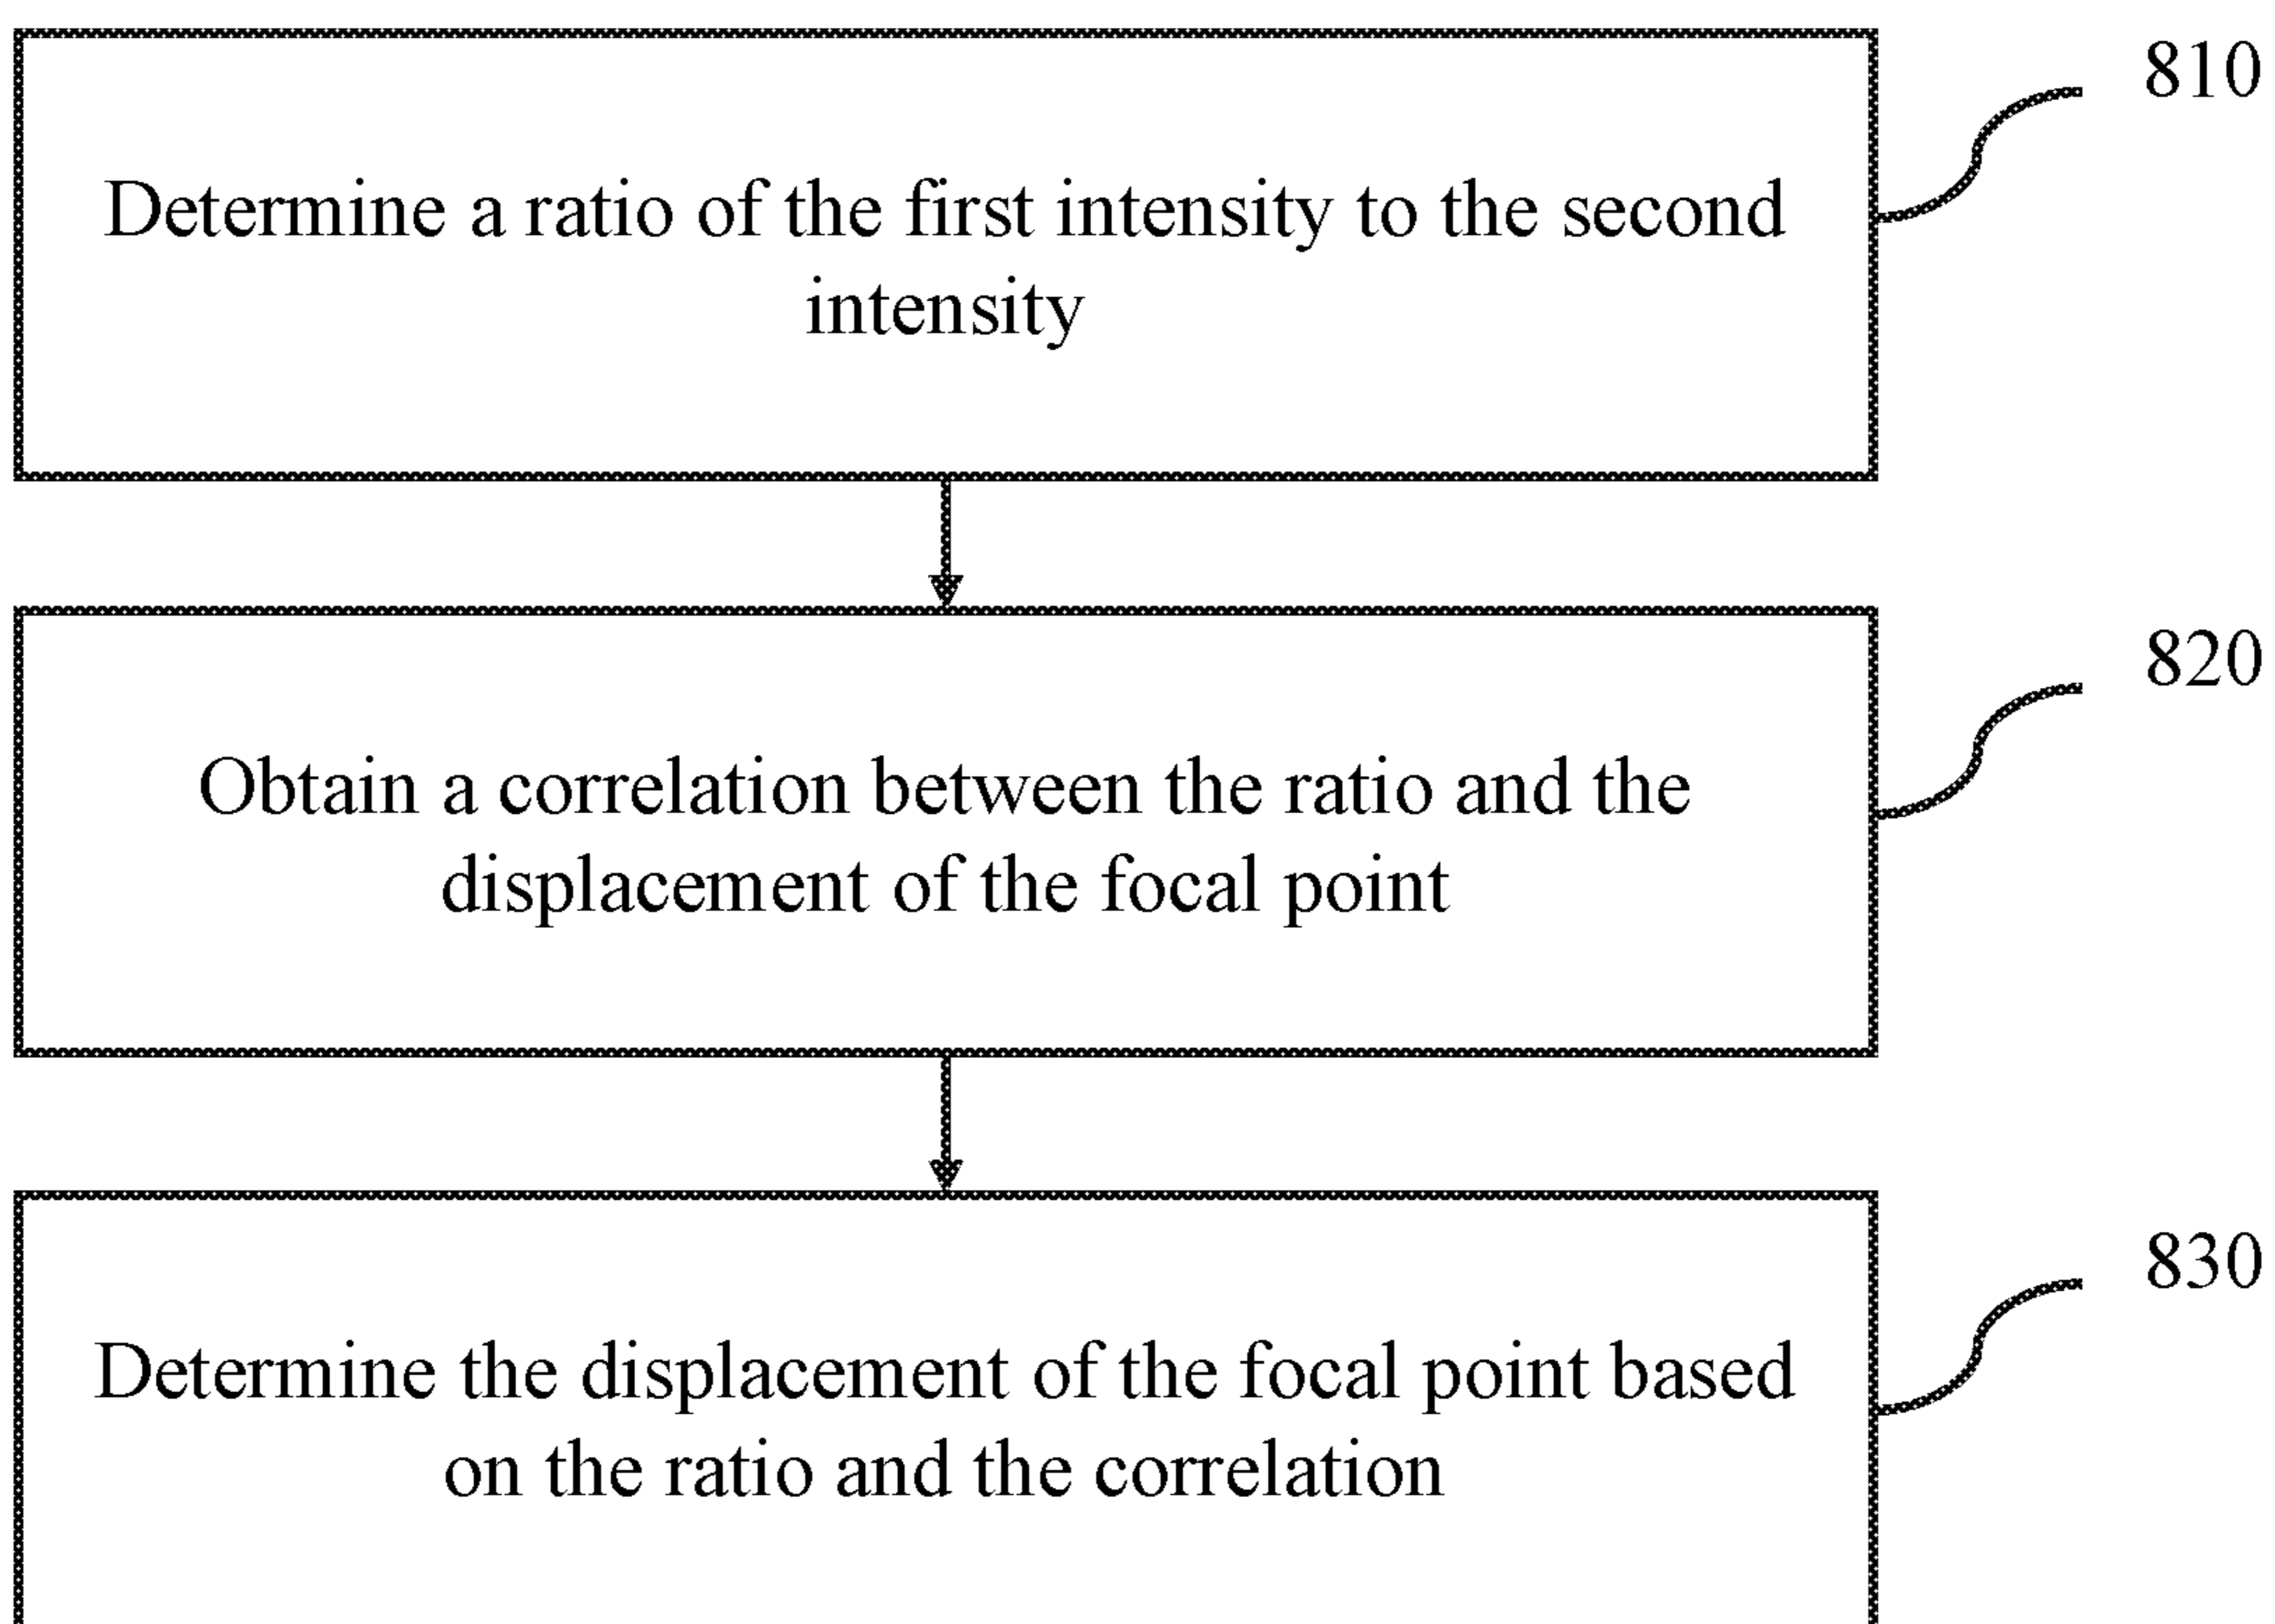 810
Determine a ratio of the first intensity to the second
intensity
820
Obtain a correlation between the ratio and the
displacement of the focal point
830
Determine the displacement of the focal point based
on the ratio and the correlation